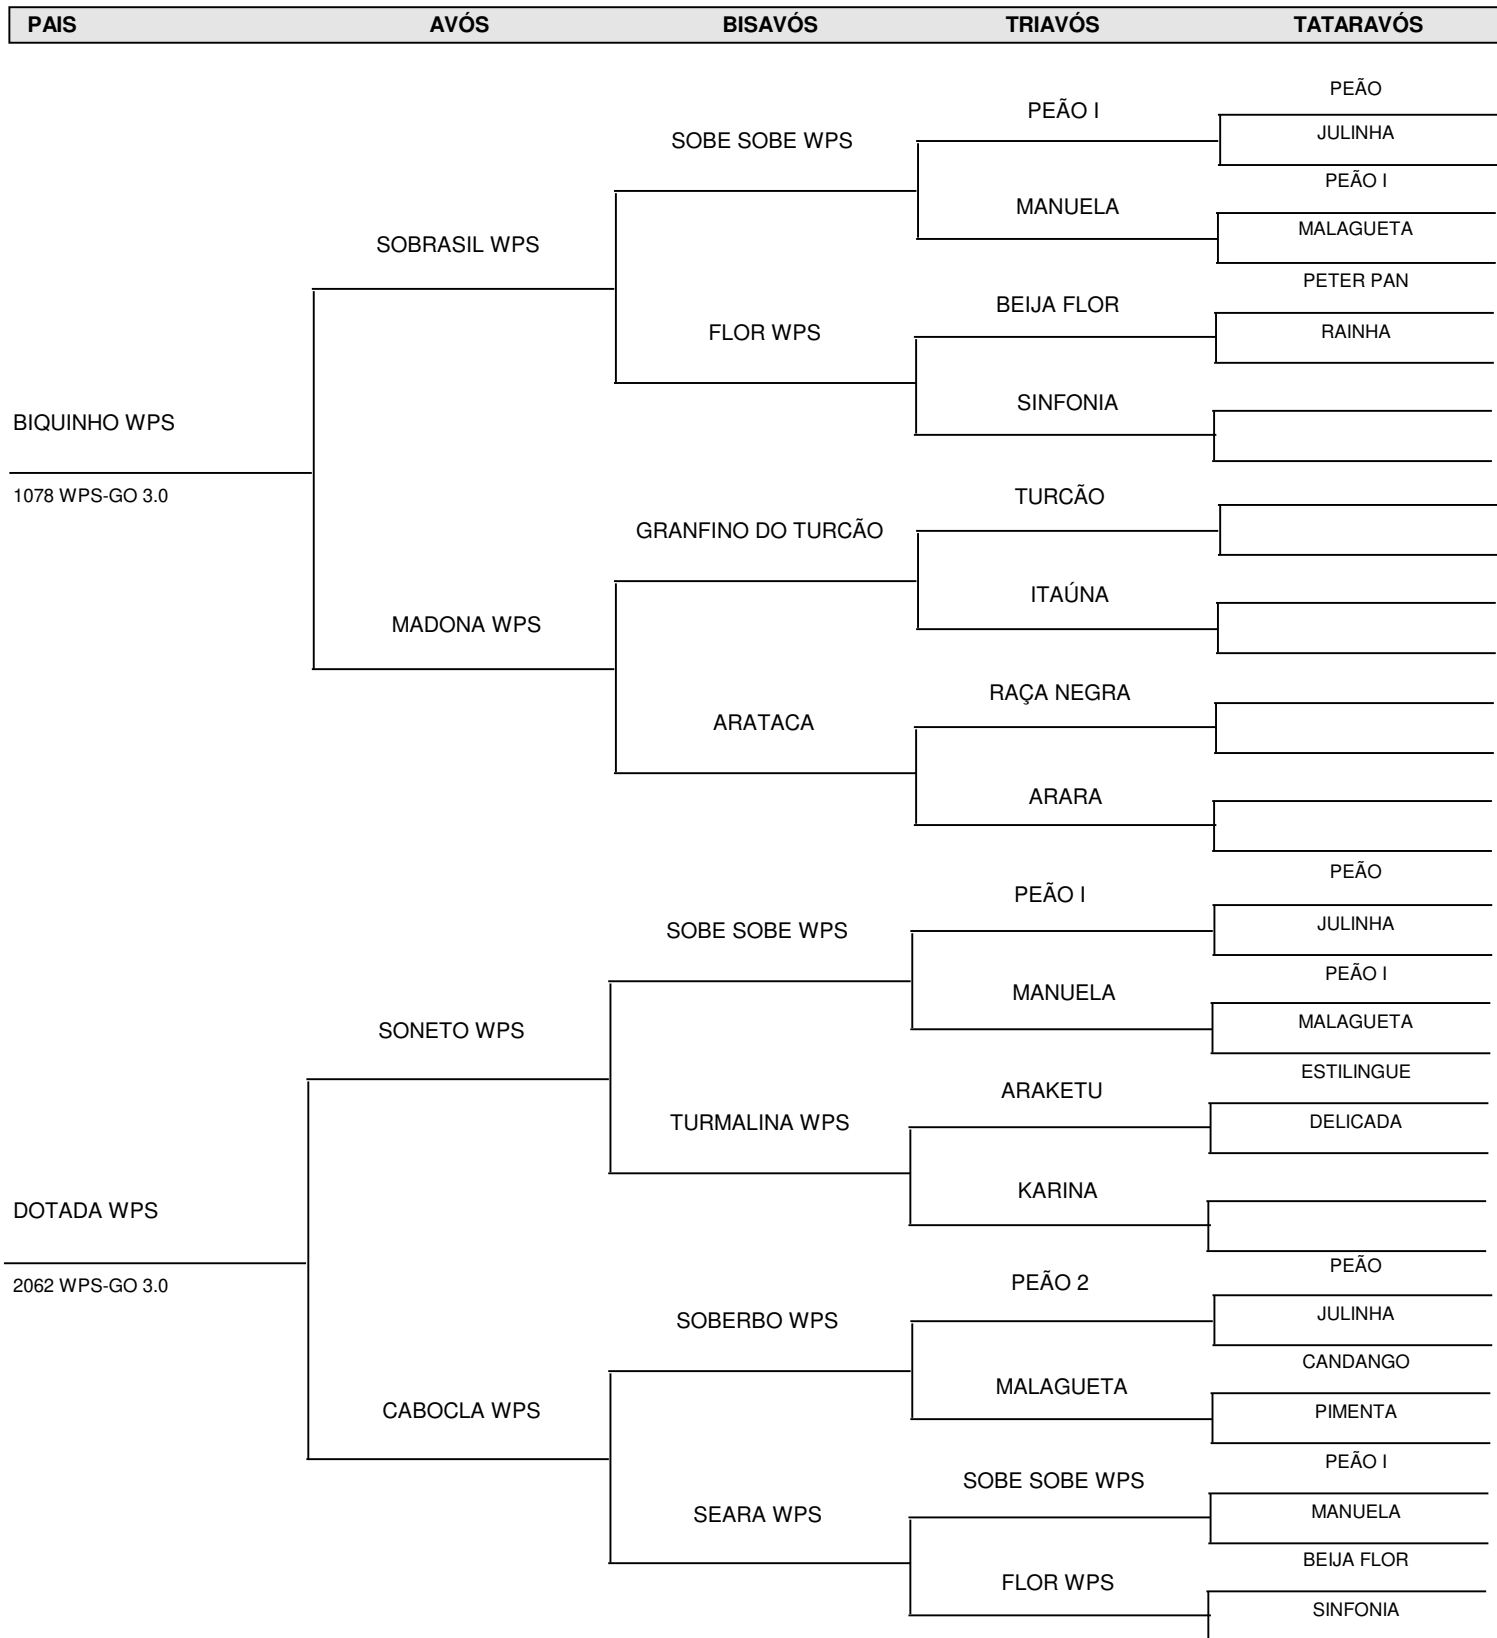 PAIS AVÓS BISAVÓS TRIAVÓS TATARAVÓS
PEÃO
PEÃO I
JULINHA
SOBE SOBE WPS
PEÃO I
MANUELA
MALAGUETA
SOBRASIL WPS
PETER PAN
BEIJA FLOR
RAINHA
FLOR WPS
SINFONIA
BIQUINHO WPS
1078 WPS-GO 3.0
TURCÃO
GRANFINO DO TURCÃO
ITAÚNA
MADONA WPS
RAÇA NEGRA
ARATACA
ARARA
PEÃO
PEÃO I
JULINHA
SOBE SOBE WPS
PEÃO I
MANUELA
MALAGUETA
SONETO WPS
ESTILINGUE
ARAKETU
DELICADA
TURMALINA WPS
KARINA
DOTADA WPS
PEÃO
2062 WPS-GO 3.0
PEÃO 2
JULINHA
SOBERBO WPS
CANDANGO
MALAGUETA
PIMENTA
CABOCLA WPS
PEÃO I
SOBE SOBE WPS
MANUELA
SEARA WPS
BEIJA FLOR
FLOR WPS
SINFONIA